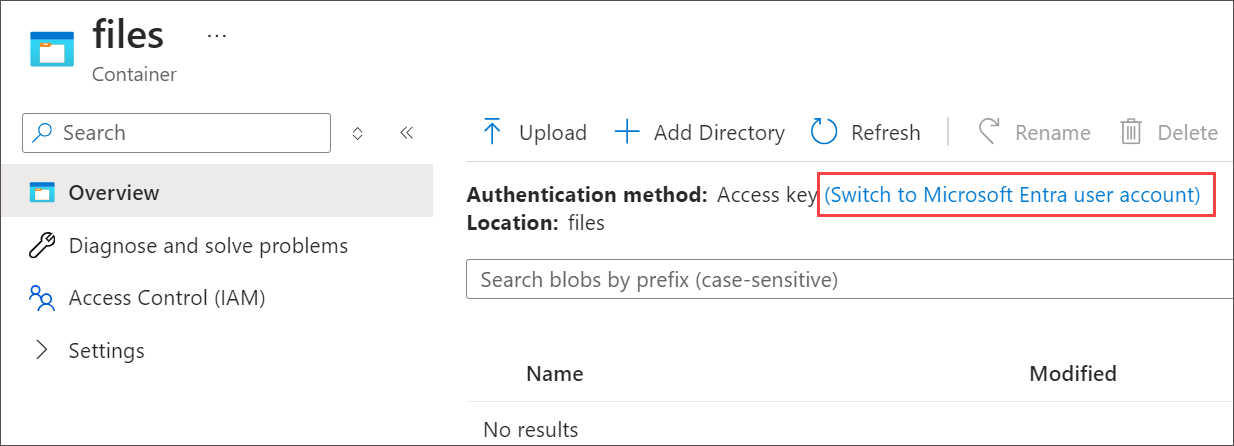 files ...
Container
Search
Upload Add Directory Refresh Rename Delete
Overview
Authentication method: Access key (Switch to Microsoft Entra user account)
Location: files
Diagnose and solve problems
Search blobs by prefix (case-sensitive)
Access Control (IAM)
Settings
Name Modified
No results